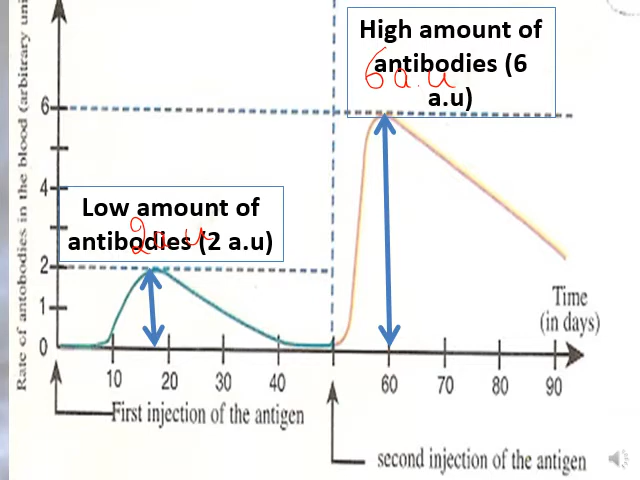 High amount of
antibodies (6
a.u)
6 a.u
Low amount of
antibodies (2 a.u)
2a u
Rate of antobodies in the blood (arbitrary uni
6
4
2
1
0
10 20 30 40 60 70 80 90
Time
(in days)
First injection of the antigen
second injection of the antigen